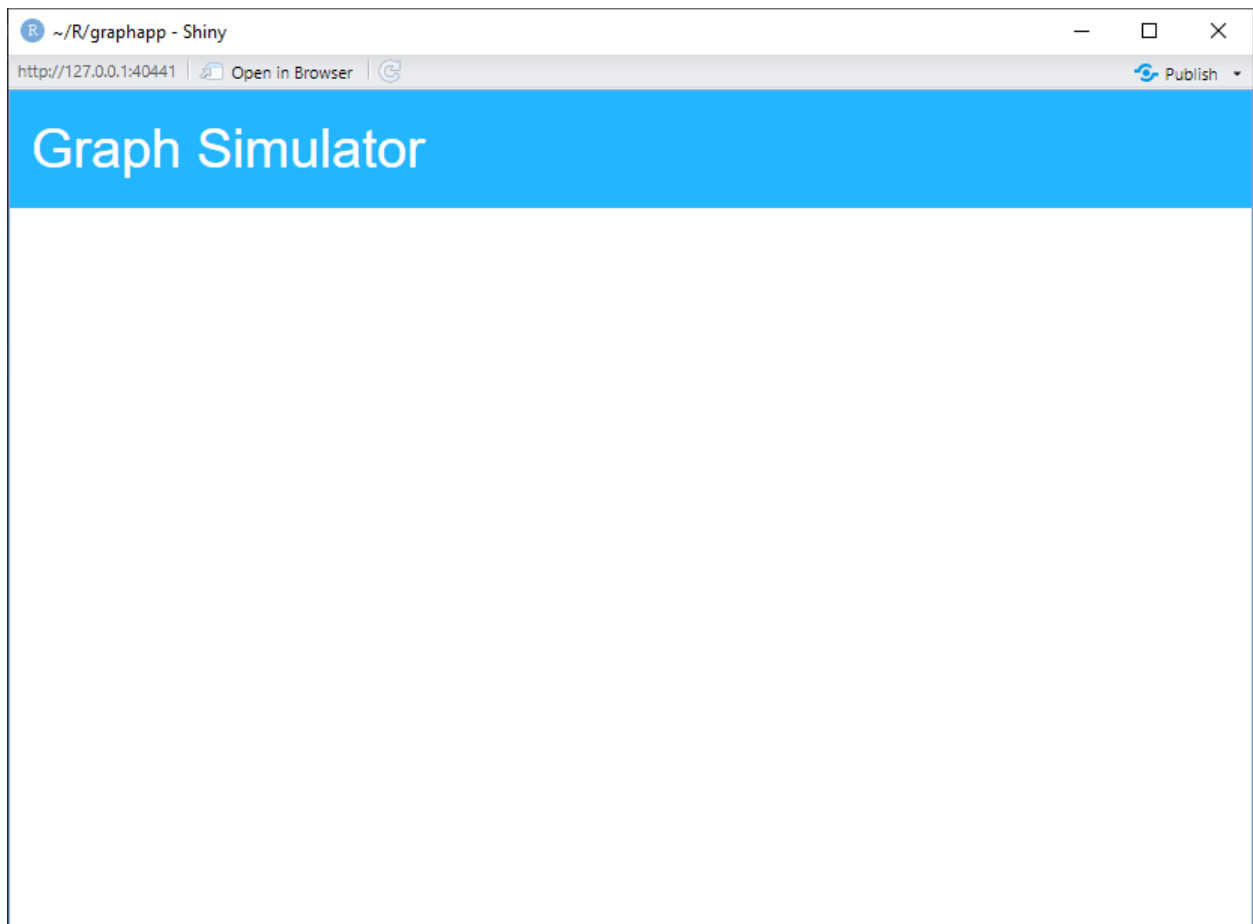 R ~/R/graphapp - Shiny
http://127.0.0.1:40441 Open in Browser Publish
Graph Simulator